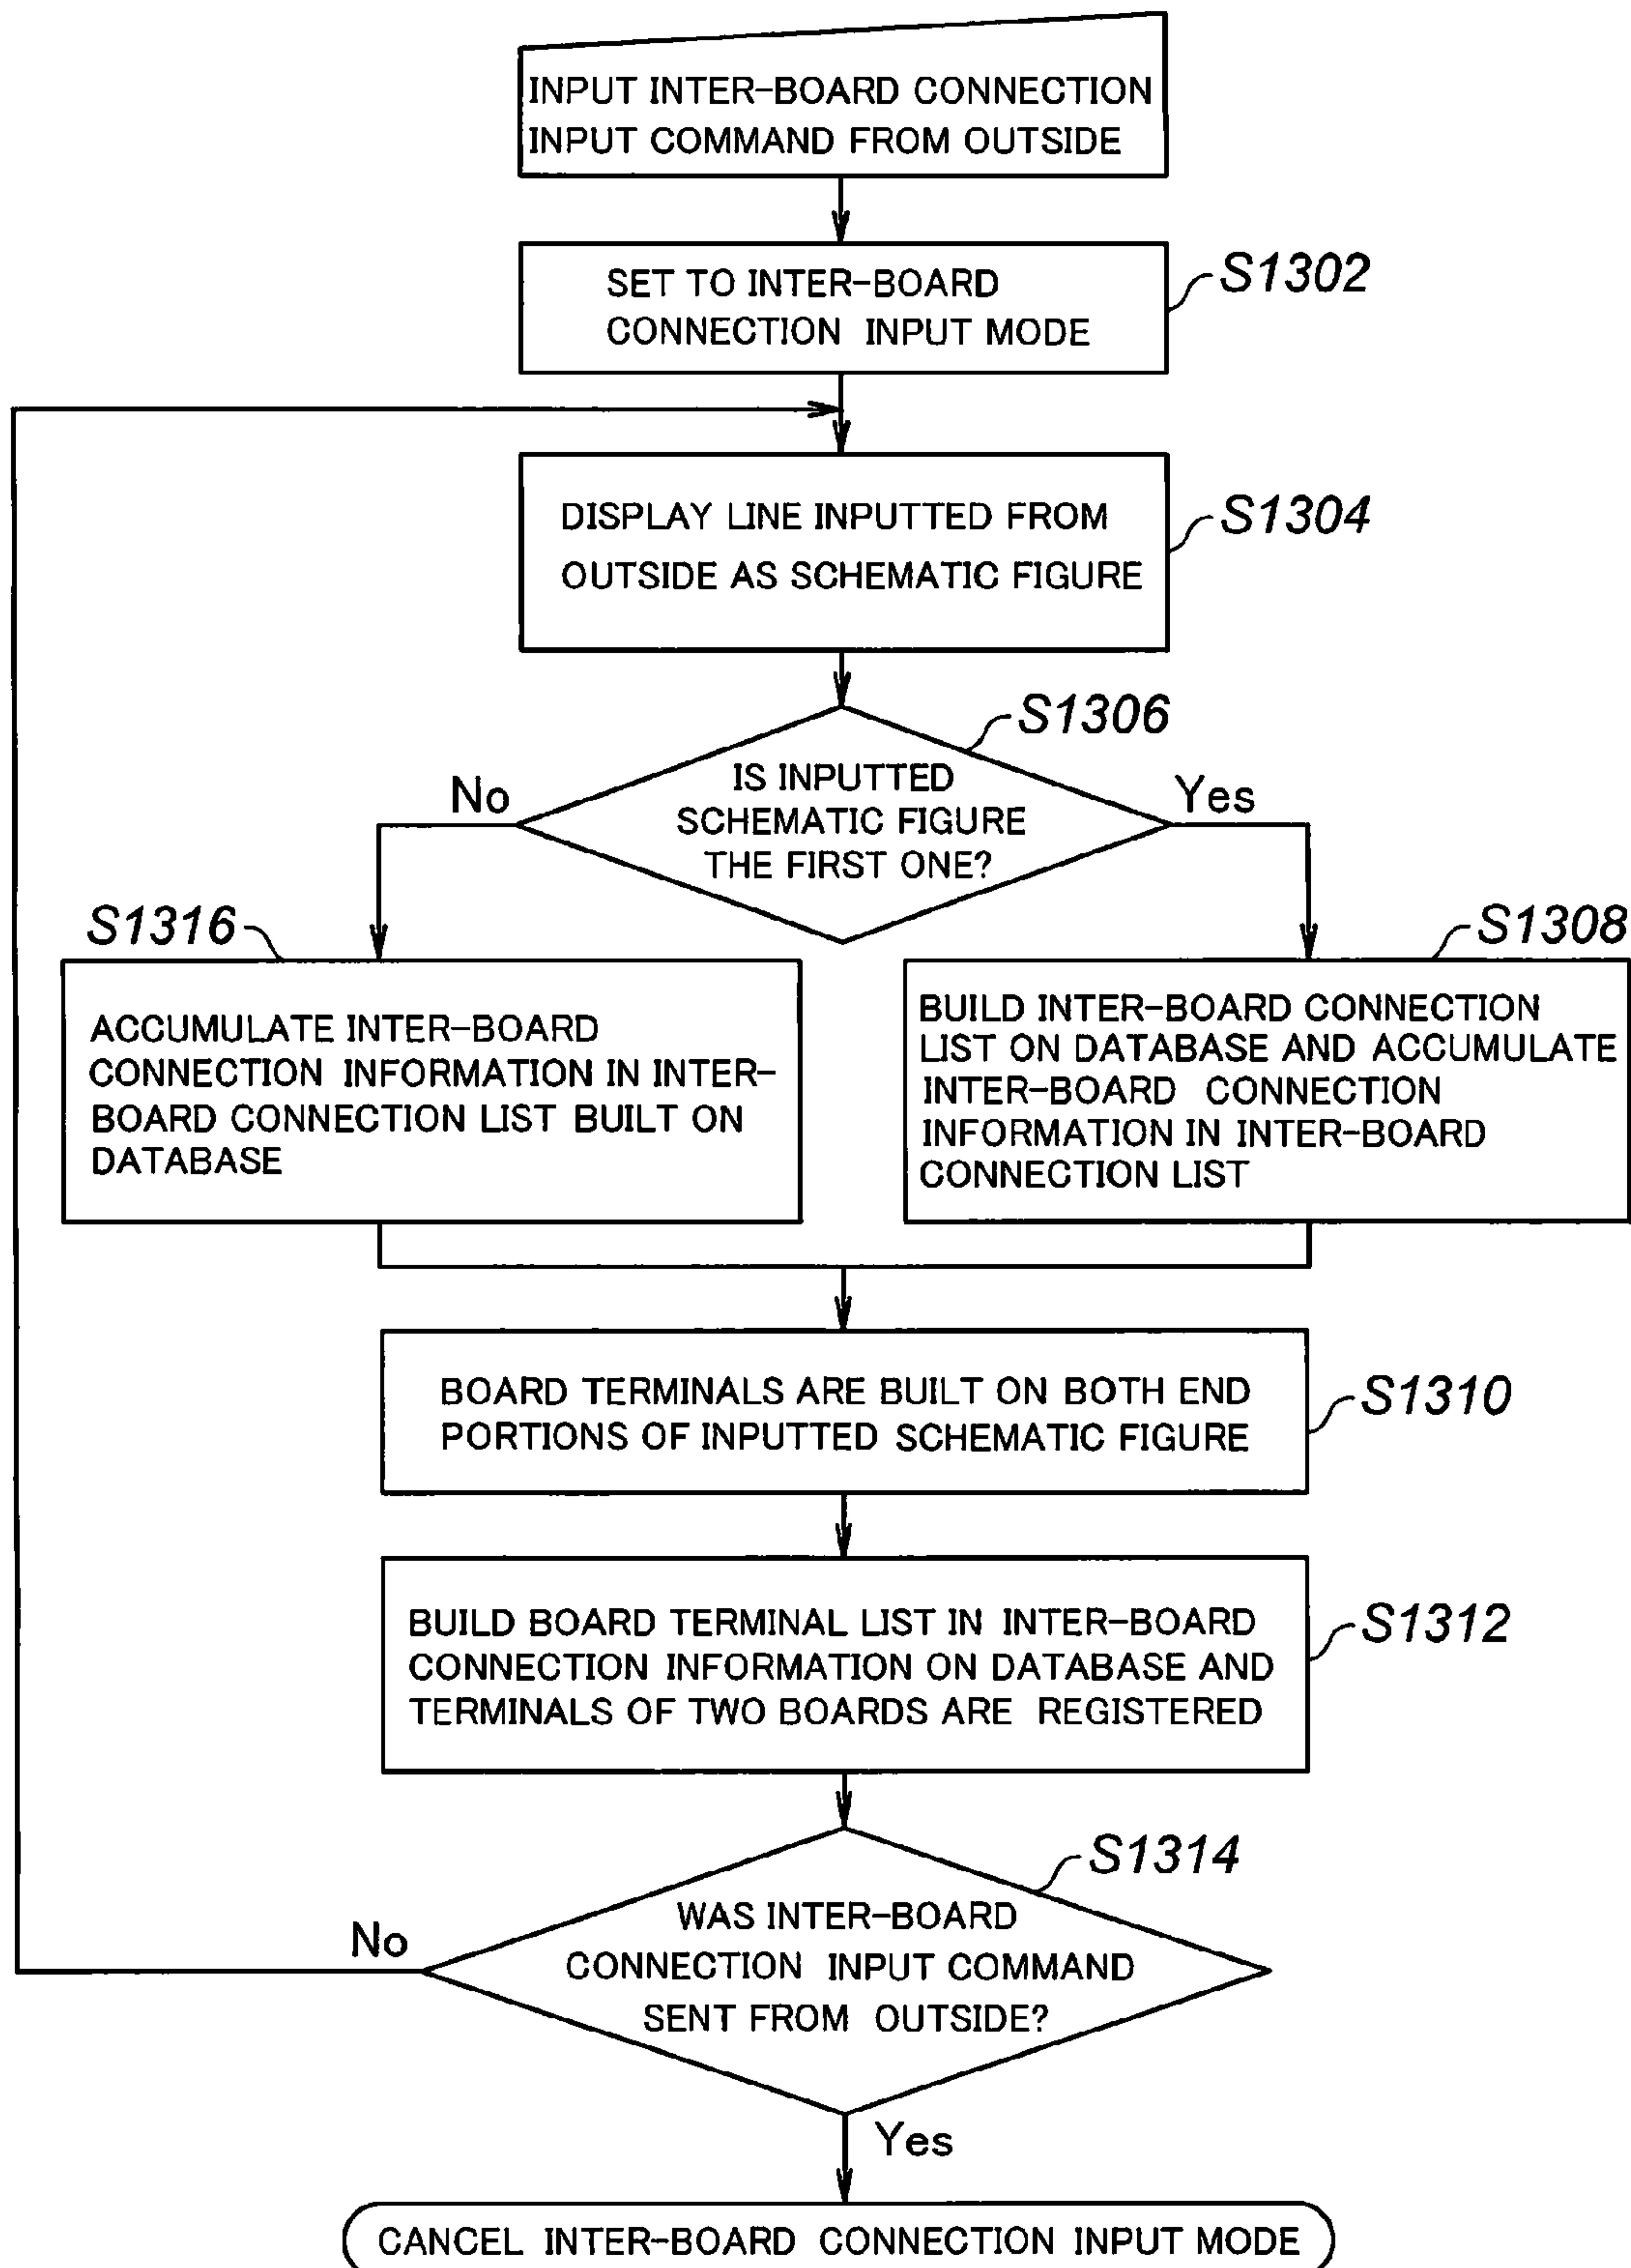 INPUT INTER-BOARD CONNECTION
INPUT COMMAND FROM OUTSIDE
SET TO INTER-BOARD
CONNECTION INPUT MODE
S1302
DISPLAY LINE INPUTTED FROM
OUTSIDE AS SCHEMATIC FIGURE
S1304
S1306
IS INPUTTED
SCHEMATIC FIGURE
THE FIRST ONE?
No
Yes
S1316
ACCUMULATE INTER-BOARD
CONNECTION INFORMATION IN INTER-
BOARD CONNECTION LIST BUILT ON
DATABASE
S1308
BUILD INTER-BOARD CONNECTION
LIST ON DATABASE AND ACCUMULATE
INTER-BOARD CONNECTION
INFORMATION IN INTER-BOARD
CONNECTION LIST
BOARD TERMINALS ARE BUILT ON BOTH END
PORTIONS OF INPUTTED SCHEMATIC FIGURE
S1310
BUILD BOARD TERMINAL LIST IN INTER-BOARD
CONNECTION INFORMATION ON DATABASE AND
TERMINALS OF TWO BOARDS ARE REGISTERED
S1312
S1314
WAS INTER-BOARD
CONNECTION INPUT COMMAND
SENT FROM OUTSIDE?
No
Yes
CANCEL INTER-BOARD CONNECTION INPUT MODE